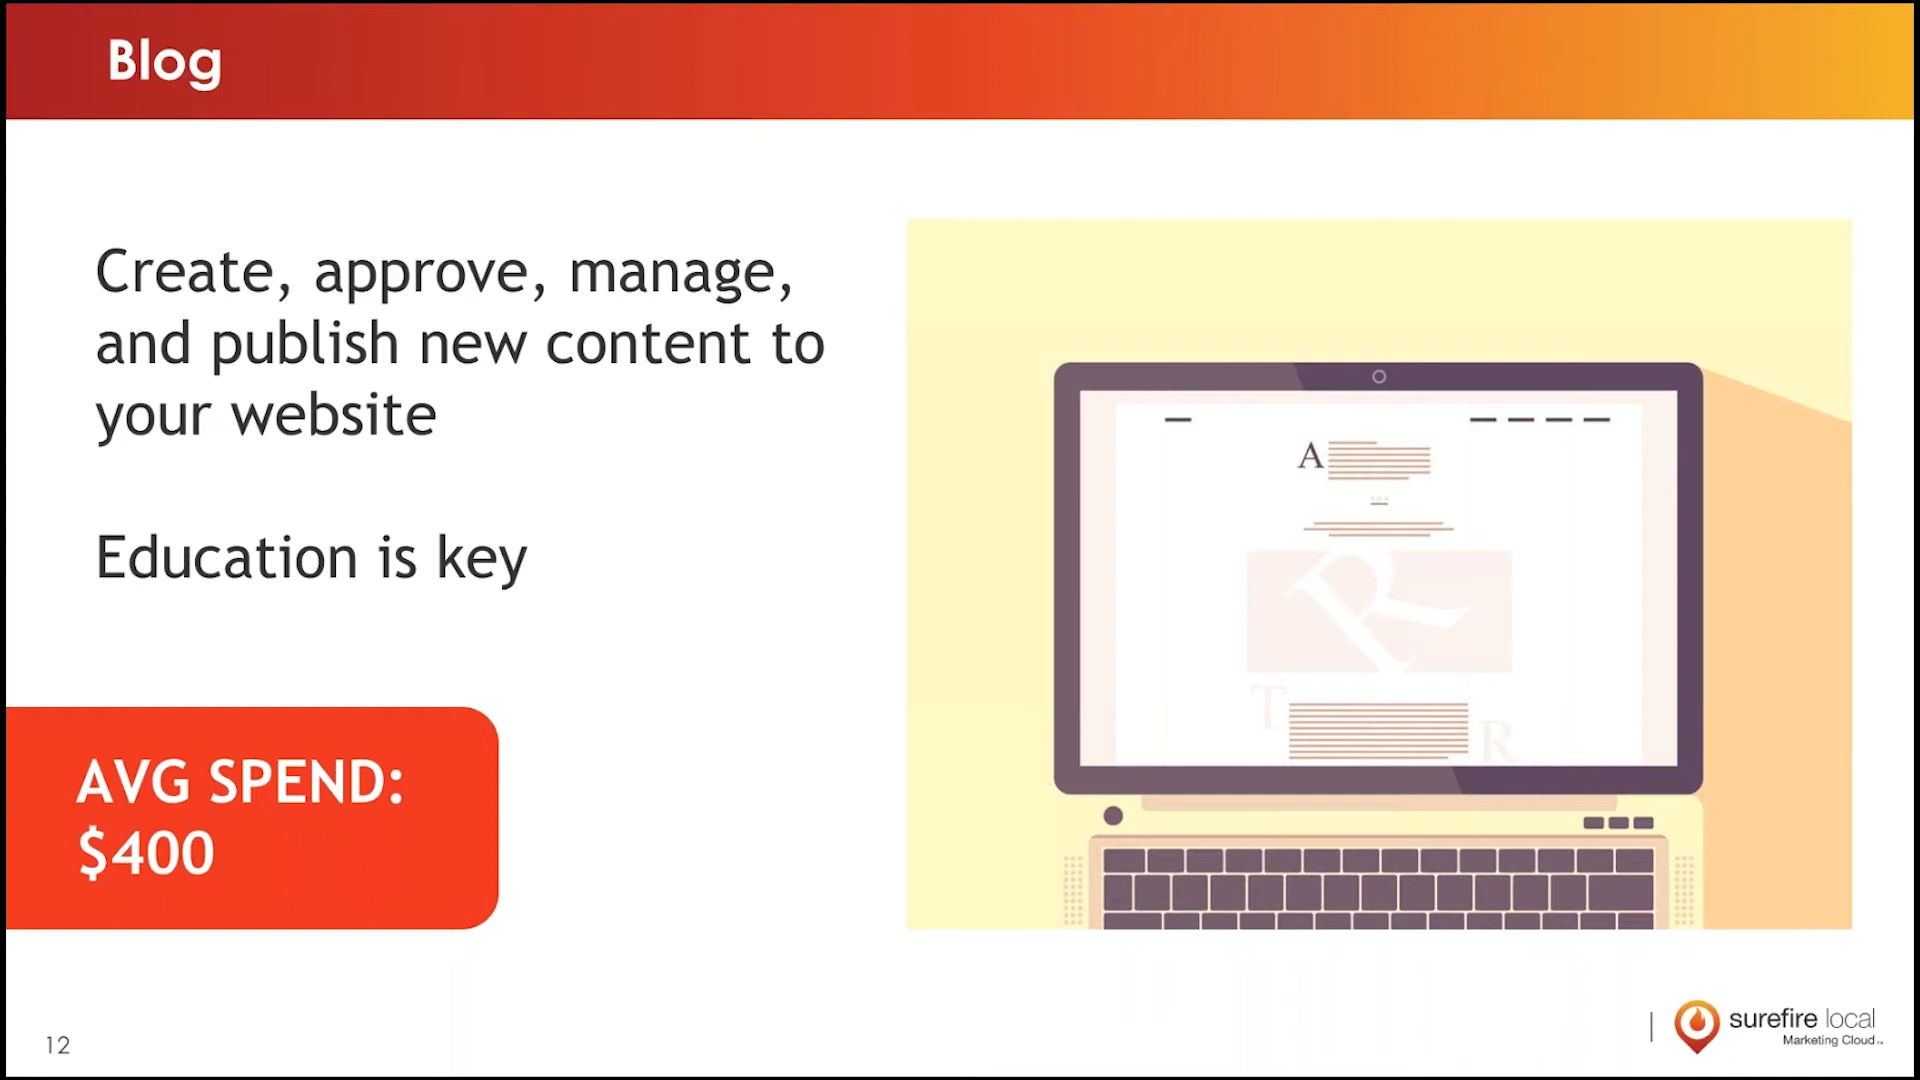 Blog
Create, approve, manage,
and publish new content to
your website
Education is key
AVG SPEND:
$400
A
R
T
R
12
surefire local
Marketing Cloud